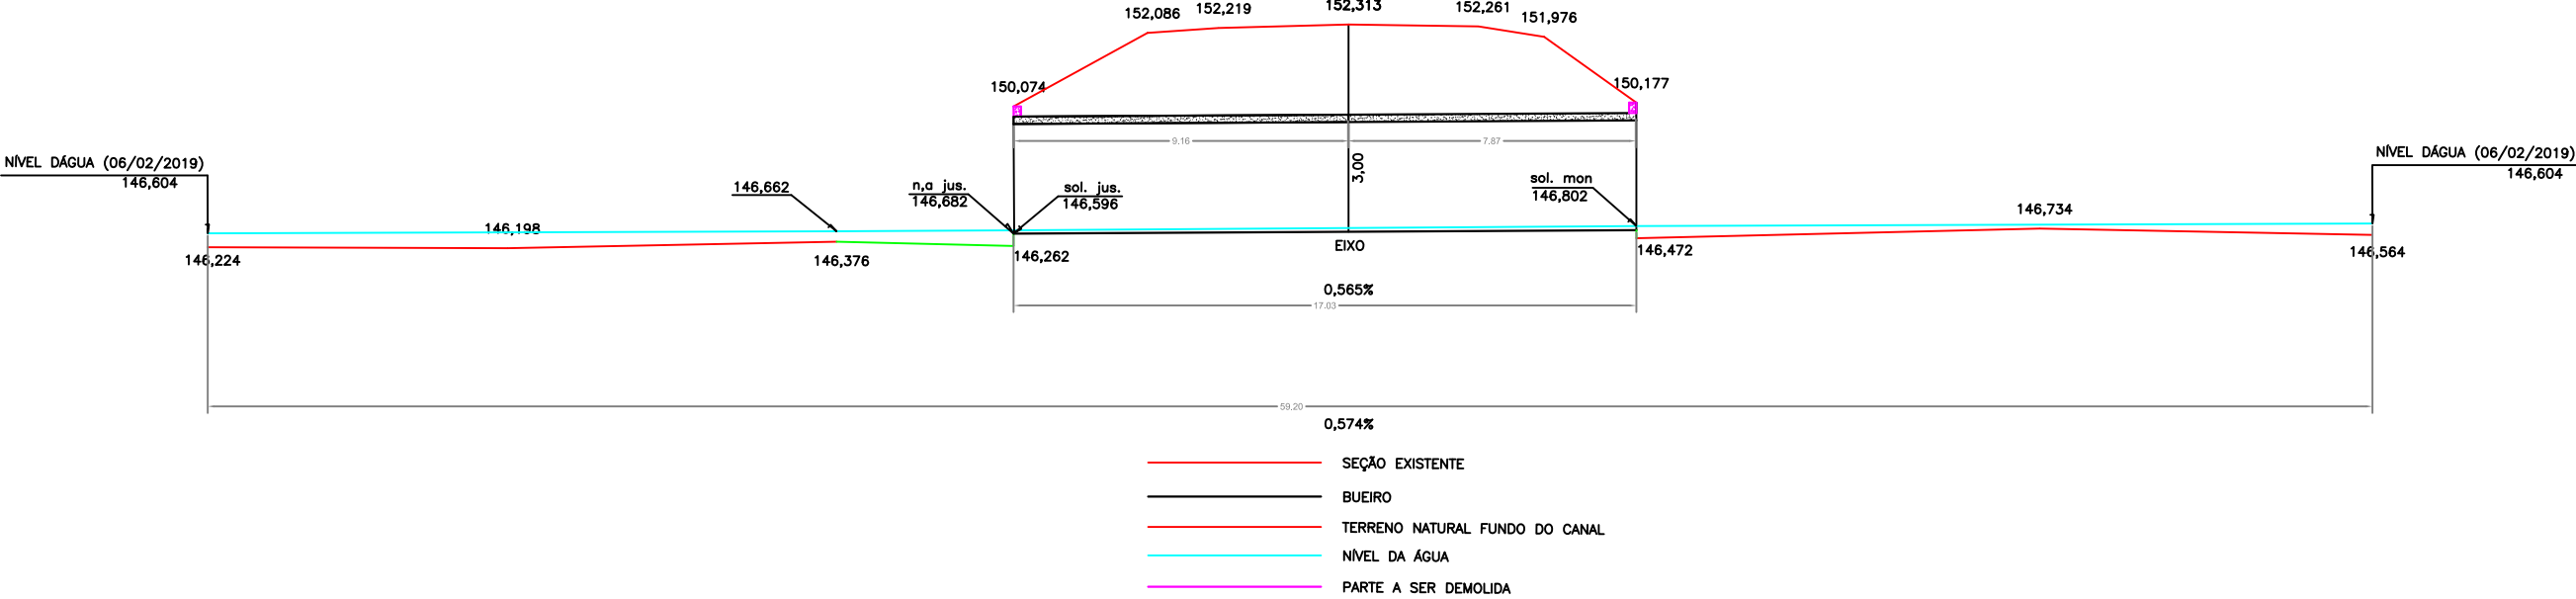 152,086
152,219
152,313
152,261
151,976
150,074
150,177
9.16
7.87
3,00
NÍVEL DÁGUA (06/02/2019)
146,604
NÍVEL DÁGUA (06/02/2019)
146,604
146,662
n,a jus.
146,682
sol. jus.
146,596
sol. mon
146,802
146,198
146,734
146,224
146,376
146,262
EIXO
146,472
146,564
0,565%
17.03
59.20
0,574%
SEÇÃO EXISTENTE
BUEIRO
TERRENO NATURAL FUNDO DO CANAL
NÍVEL DA ÁGUA
PARTE A SER DEMOLIDA